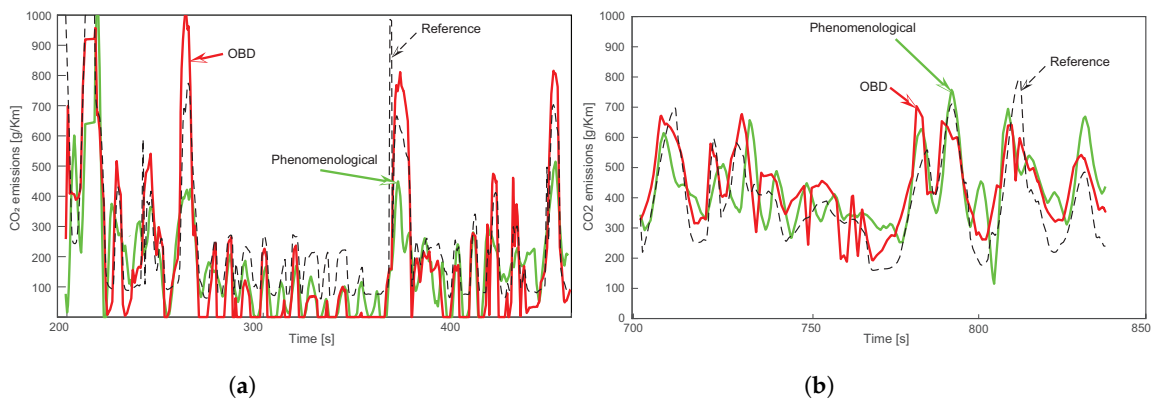 CO₂ emissions [g/Km]
1000
900
800
700
600
500
400
300
200
100
200
300
400
Time [s]
OBD
Reference
Phenomenological
(a)
CO2 emissions [g/Km]
1000
900
800
700
600
500
400
300
200
100
0
700
750
800
850
Time [s]
Phenomenological
Reference
OBD
(b)